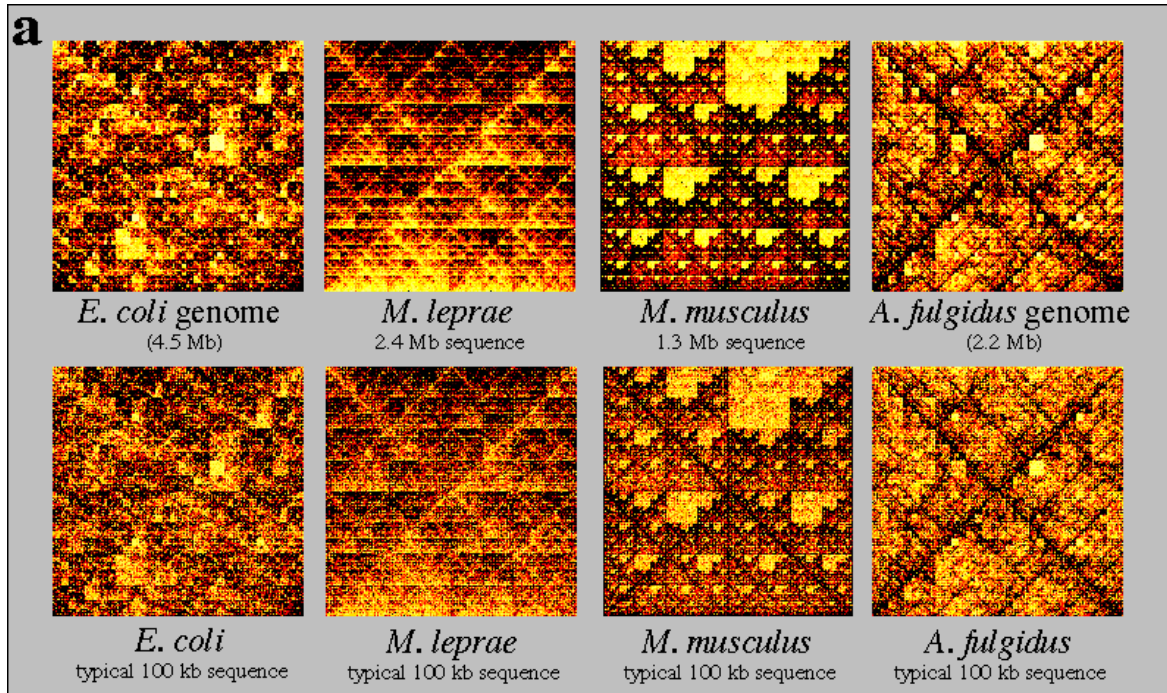 a
E. coli genome
(4.5 Mb)
M. leprae
2.4 Mb sequence
M. musculus
1.3 Mb sequence
A. fulgidus genome
(2.2 Mb)
E. coli
typical 100 kb sequence
M. leprae
typical 100 kb sequence
M. musculus
typical 100 kb sequence
A. fulgidus
typical 100 kb sequence